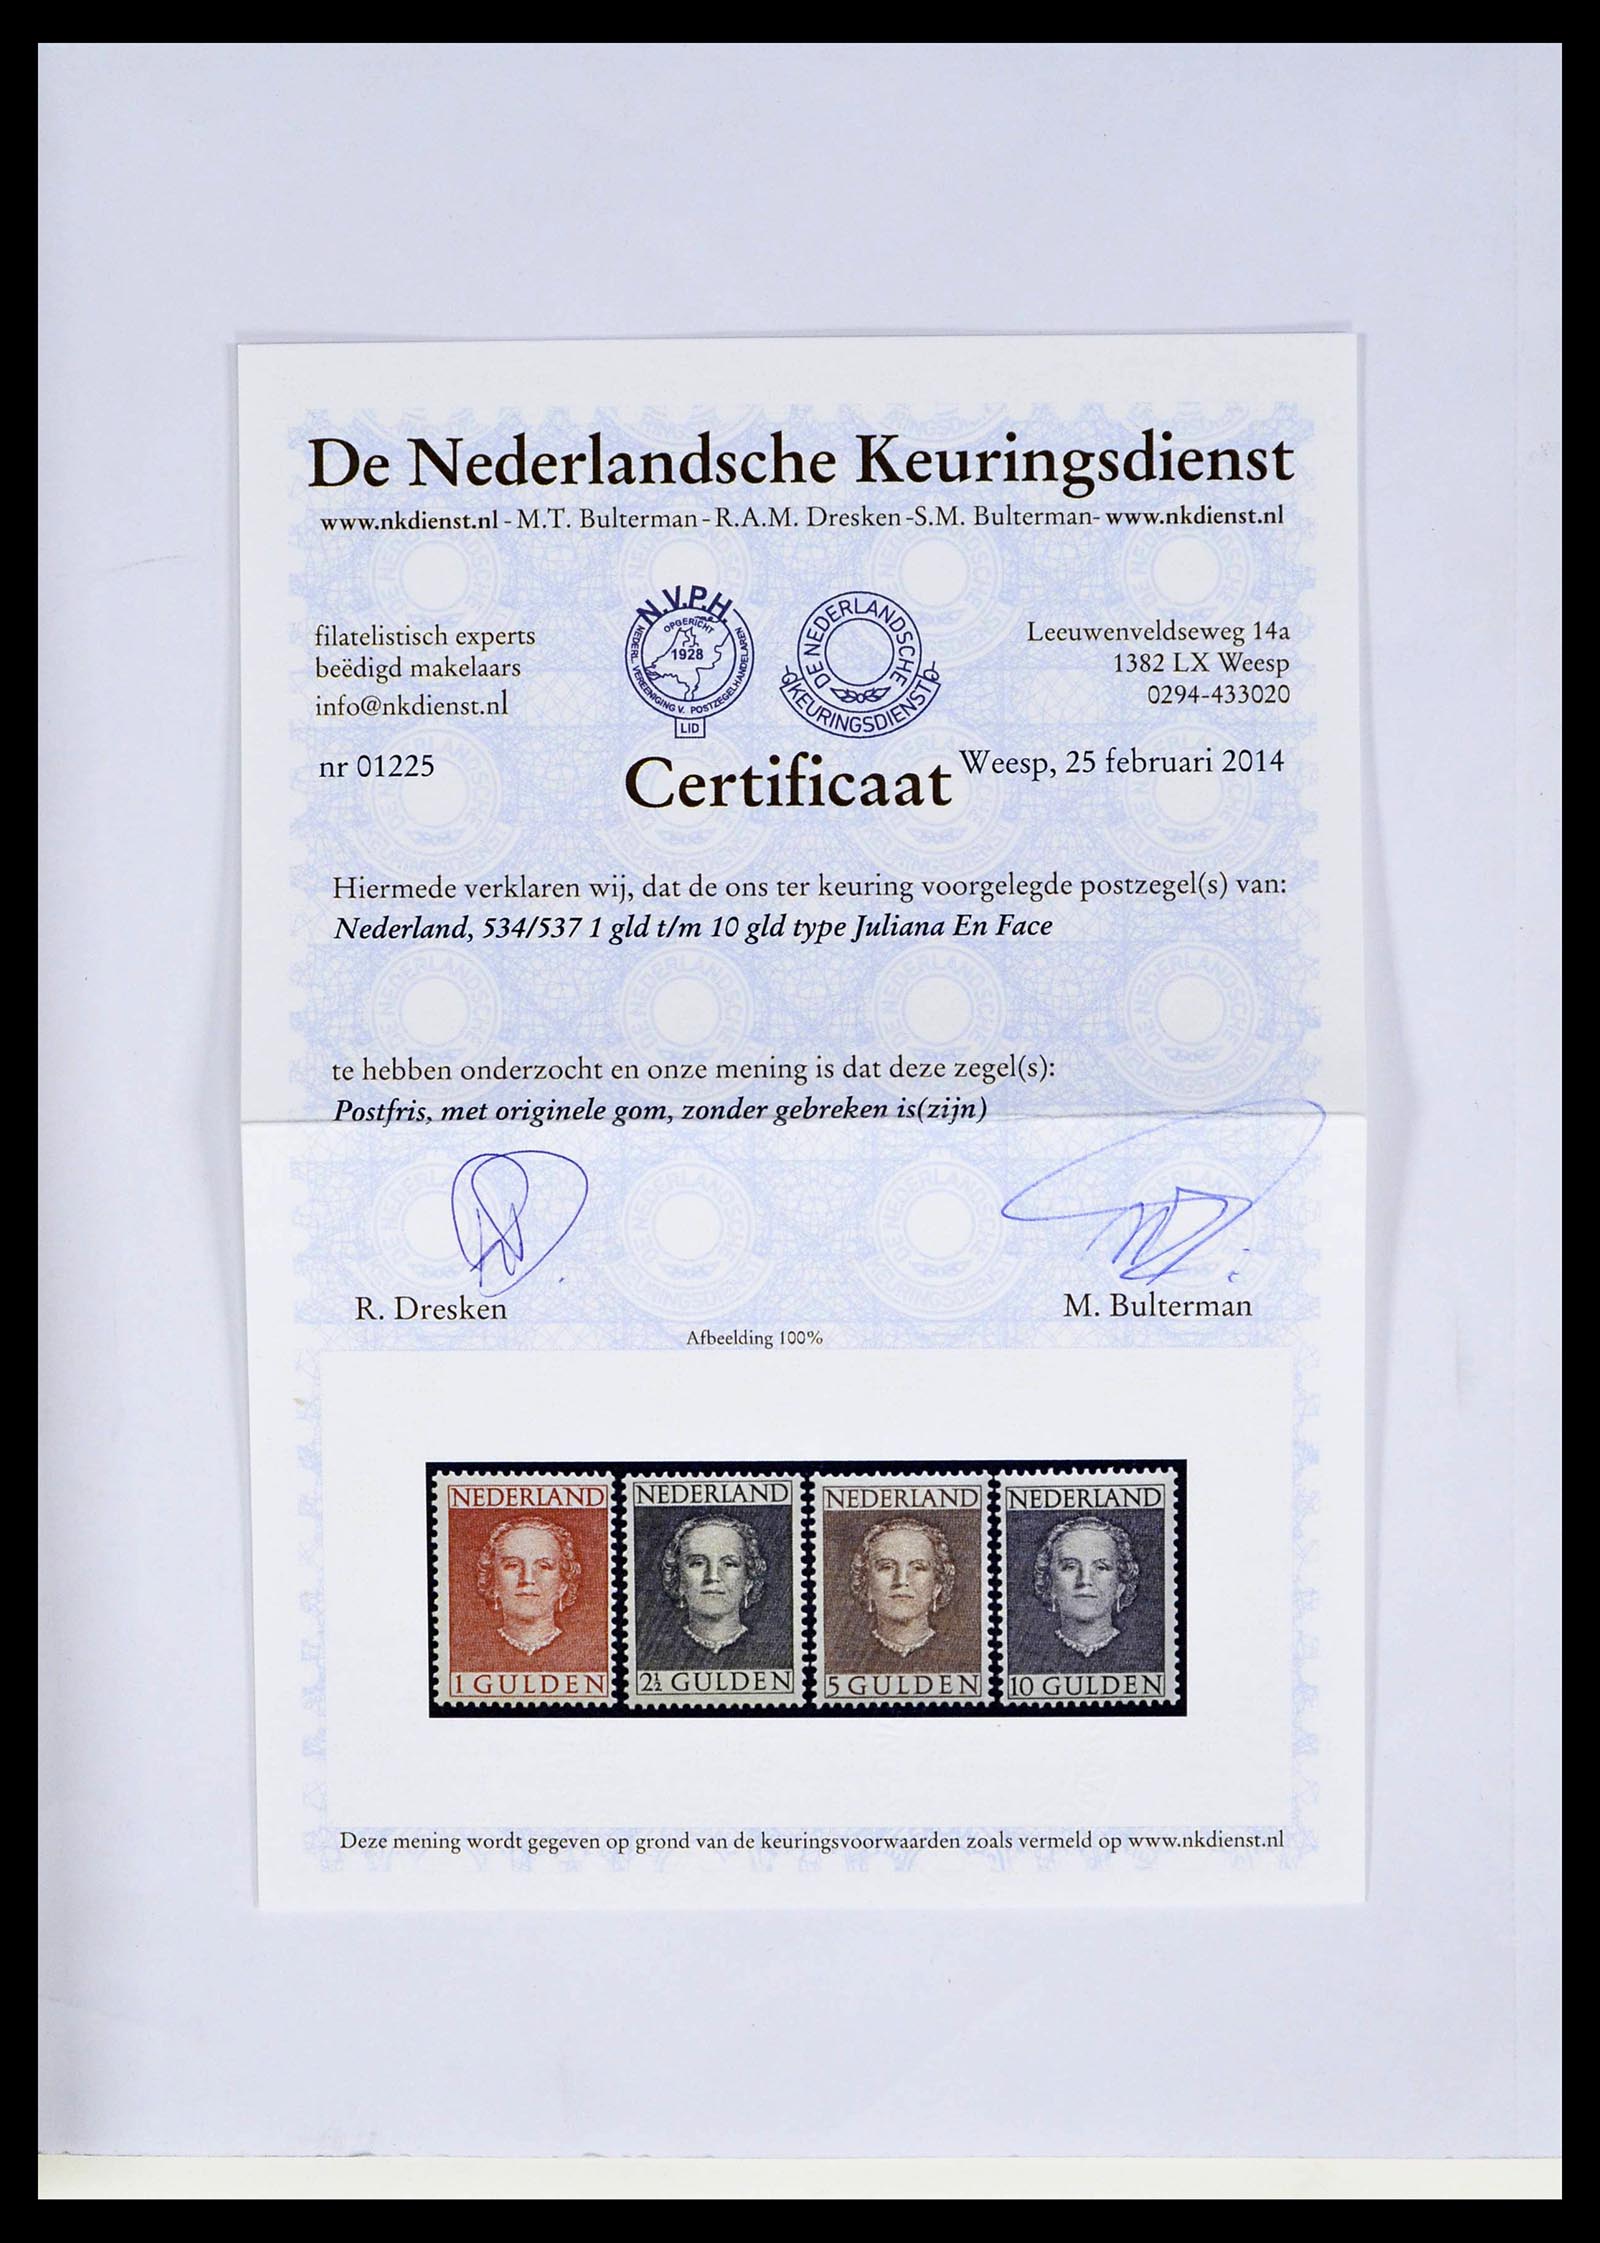 De Nederlandsche Keuringsdienst
www.nkdienst.nl - M.T. Bulterman - R.A.M. Dresken -S.M. Bulterman- www.nkdienst.nl
filatelistisch experts
beëdigd makelaars
info@nkdienst.nl
N.V.P.H.
OPGERICHT
1928
NEDERL. VEREENIGING V. POSTZEGELHANDELAREN
LID
DE NEDERLANDSCHE
KEURINGSDIENST
Leeuwenveldseweg 14a
1382 LX Weesp
0294-433020
nr 01225
Certificaat
Weesp, 25 februari 2014
Hiermede verklaren wij, dat de ons ter keuring voorgelegde postzegel(s) van:
Nederland, 534/537 1 gld t/m 10 gld type Juliana En Face
te hebben onderzocht en onze mening is dat deze zegel(s):
Postfris, met originele gom, zonder gebreken is(zijn)
R. Dresken
M. Bulterman
Afbeelding 100%
NEDERLAND NEDERLAND NEDERLAND NEDERLAND
1 GULDEN 2½ GULDEN 5 GULDEN 10 GULDEN
Deze mening wordt gegeven op grond van de keuringsvoorwaarden zoals vermeld op www.nkdienst.nl